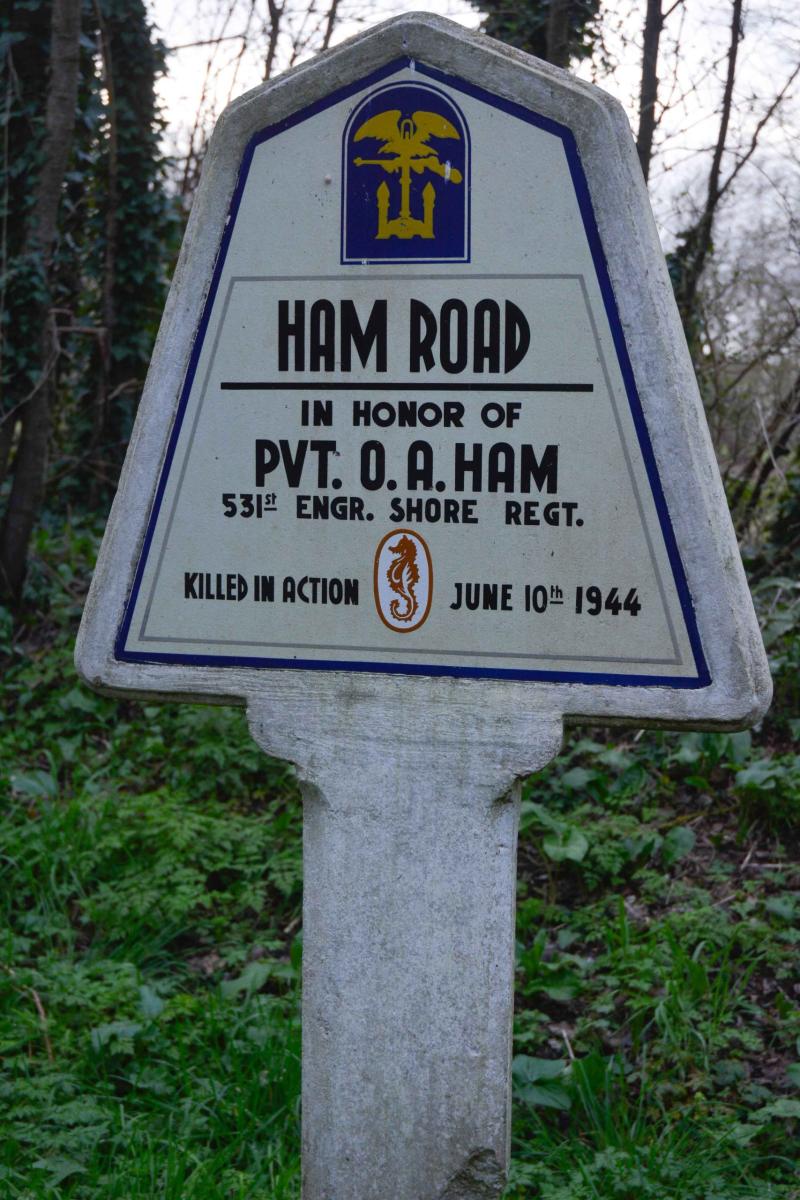 HAM ROAD
IN HONOR OF
PVT. O. A. HAM
531st ENGR. SHORE REGT.
KILLED IN ACTION JUNE 10th 1944